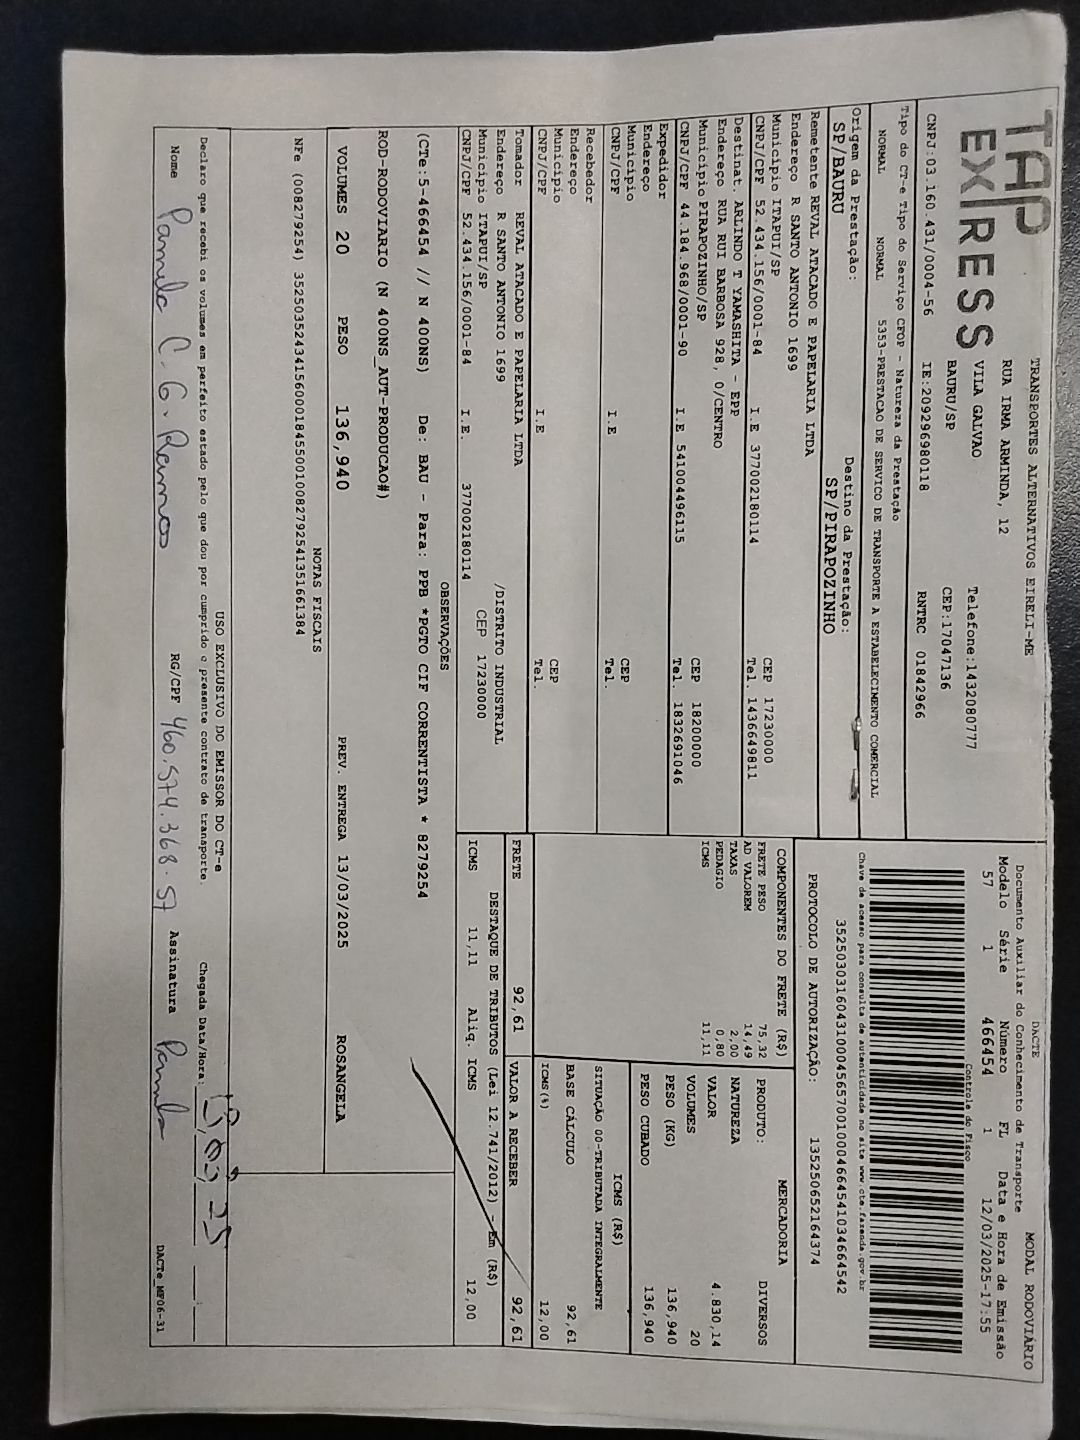 TAP
EXPRESS
TRANSPORTES ALTERNATIVOS EIRELI-ME
RUA IRMA ARMINDA, 12
VILA GALVAO Telefone:1432080777
BAURU/SP CEP:17047136
CNPJ:03.160.431/0004-56 IE:209296980118 RNTRC 01842966
DACTE MODAL RODOVIÁRIO
Documento Auxiliar do Conhecimento de Transporte
Modelo Série Número FL Data e Hora de Emissão
57 1 466454 1 12/03/2025-17:55
Controle do Fisco
Chave de acesso para consulta de autenticidade no site www.cte.fazenda.gov.br
35250303160431000456570010004664541034664542
PROTOCOLO DE AUTORIZAÇÃO: 135250652164374
Tipo do CT-e Tipo do Serviço CFOP - Natureza da Prestação
NORMAL NORMAL 5353-PRESTACAO DE SERVICO DE TRANSPORTE A ESTABELECIMENTO COMERCIAL
Origem da Prestação: Destino da Prestação:
SP/BAURU SP/PIRAPOZINHO
Remetente REVAL ATACADO E PAPELARIA LTDA
Endereço R SANTO ANTONIO 1699
Município ITAPUI/SP CEP 17230000
CNPJ/CPF 52.434.156/0001-84 I.E 377002180114 Tel. 1436649811
Destinat. ARLINDO T YAMASHITA - EPP
Endereço RUA RUI BARBOSA 928, 0/CENTRO
Município PIRAPOZINHO/SP CEP 18200000
CNPJ/CPF 44.184.968/0001-90 I.E 541004496115 Tel. 1832691046
Expedidor
Endereço
Município CEP
CNPJ/CPF I.E Tel.
Recebedor
Endereço
Município CEP
CNPJ/CPF I.E Tel.
Tomador REVAL ATACADO E PAPELARIA LTDA
Endereço R SANTO ANTONIO 1699 /DISTRITO INDUSTRIAL
Município ITAPUI/SP CEP 17230000
CNPJ/CPF 52.434.156/0001-84 I.E. 377002180114
COMPONENTES DO FRETE (R$)
FRETE PESO 75,32
AD VALOREM 14,49
TAXAS 2,00
PEDAGIO 0,80
ICMS 11,11
MERCADORIA
PRODUTO: DIVERSOS
NATUREZA
VALOR 4.830,14
VOLUMES 20
PESO (KG) 136,940
PESO CUBADO 136,940
ICMS (R$)
SITUAÇÃO 00-TRIBUTADA INTEGRALMENTE
BASE CÁLCULO 92,61
ICMS(%) 12,00
FRETE 92,61 VALOR A RECEBER 92,61
DESTAQUE DE TRIBUTOS (Lei 12.741/2012) - Em (R$)
ICMS 11,11 Aliq. ICMS 12,00
OBSERVAÇÕES
(CTe:5-466454 // N 400NS) De: BAU - Para: PPB *PGTO CIF CORRENTISTA * 8279254
ROD-RODOVIARIO (N 400NS_AUT-PRODUCAO#)
VOLUMES 20 PESO 136,940 PREV. ENTREGA 13/03/2025 ROSANGELA
NOTAS FISCAIS
NFe (008279254) 35250352434156000184550010082792541351661384
USO EXCLUSIVO DO EMISSOR DO CT-e
Declaro que recebi os volumes em perfeito estado pelo que dou por cumprido o presente contrato de transporte. Chegada Data/Hora: 13/03/25
Nome Pamela C. G. Ramos RG/CPF 460.574.368-57 Assinatura Pamela
DACTe_MF06-31